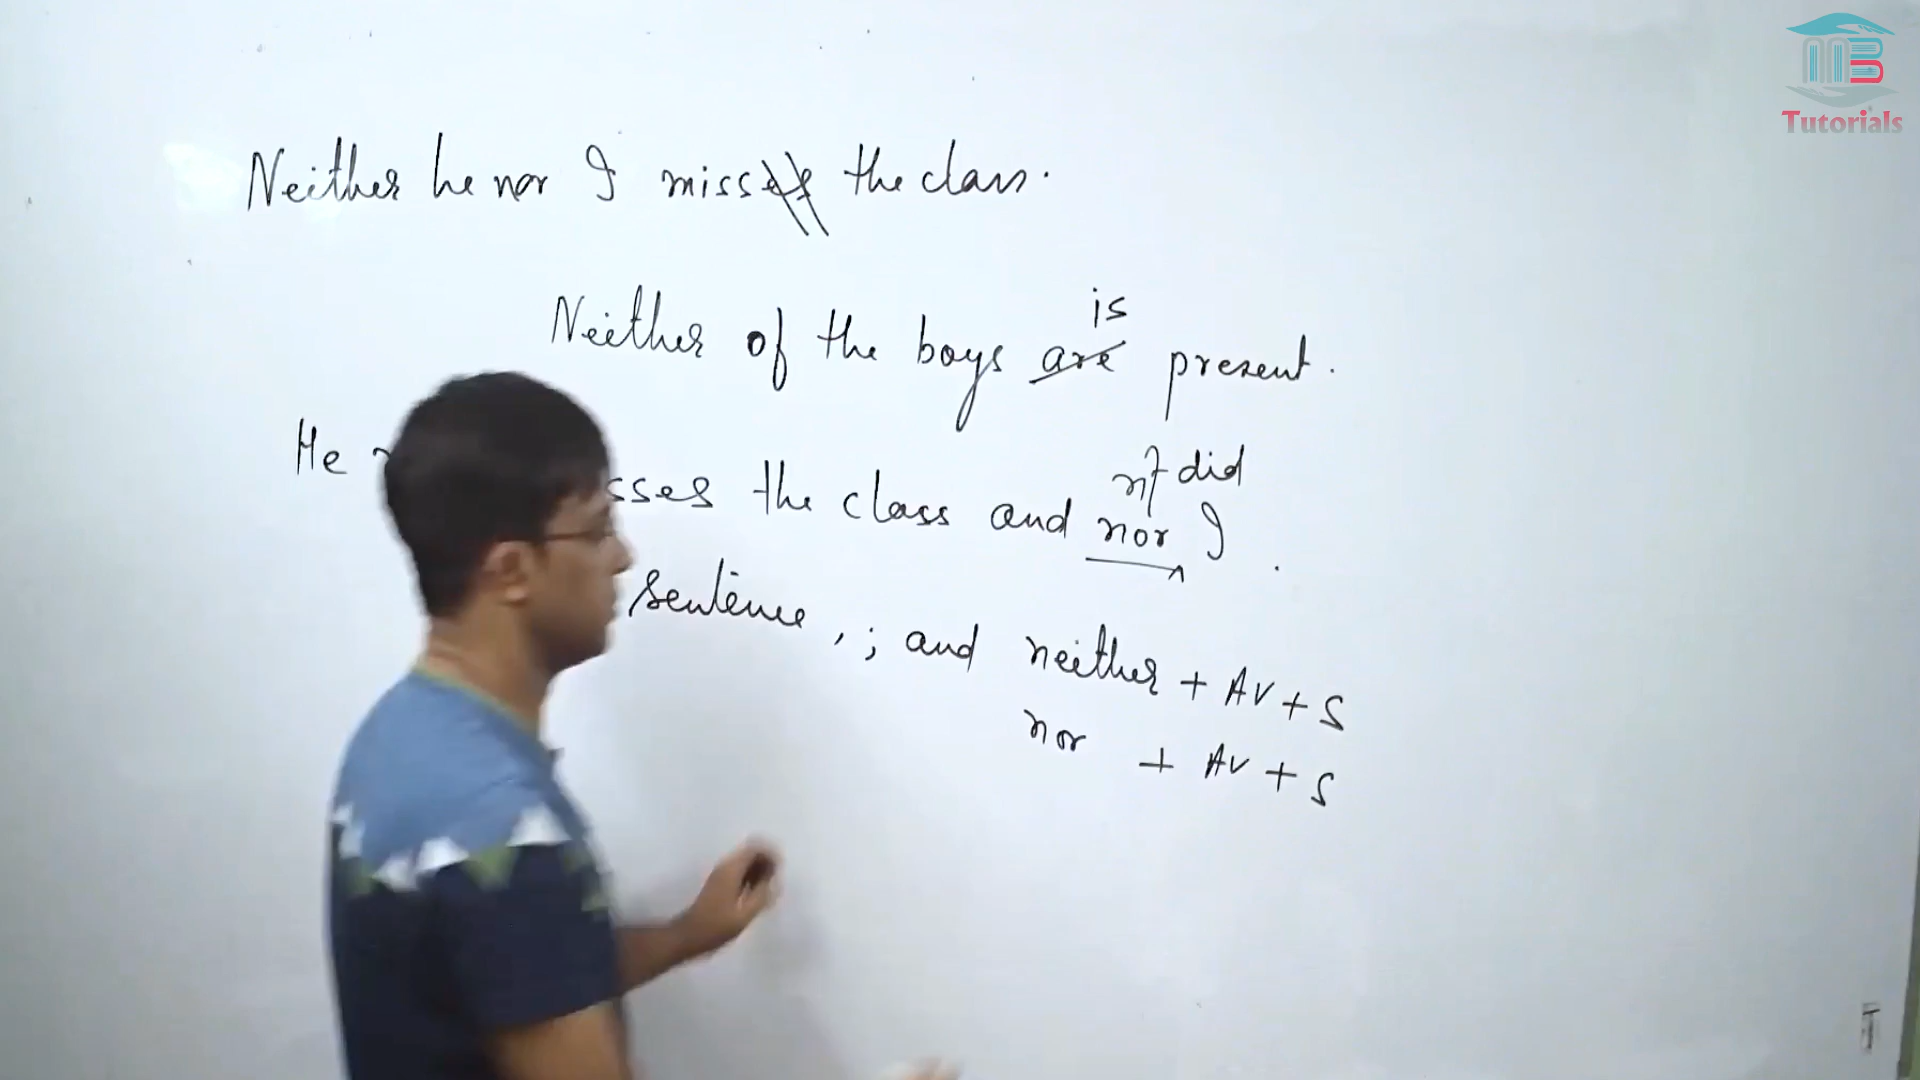 MB
Tutorials
Neither he nor I miss the class.
is
Neither of the boys are present.
did
He the class and nor I .
sentence , ; and neither + AV + S
nor + AV + S